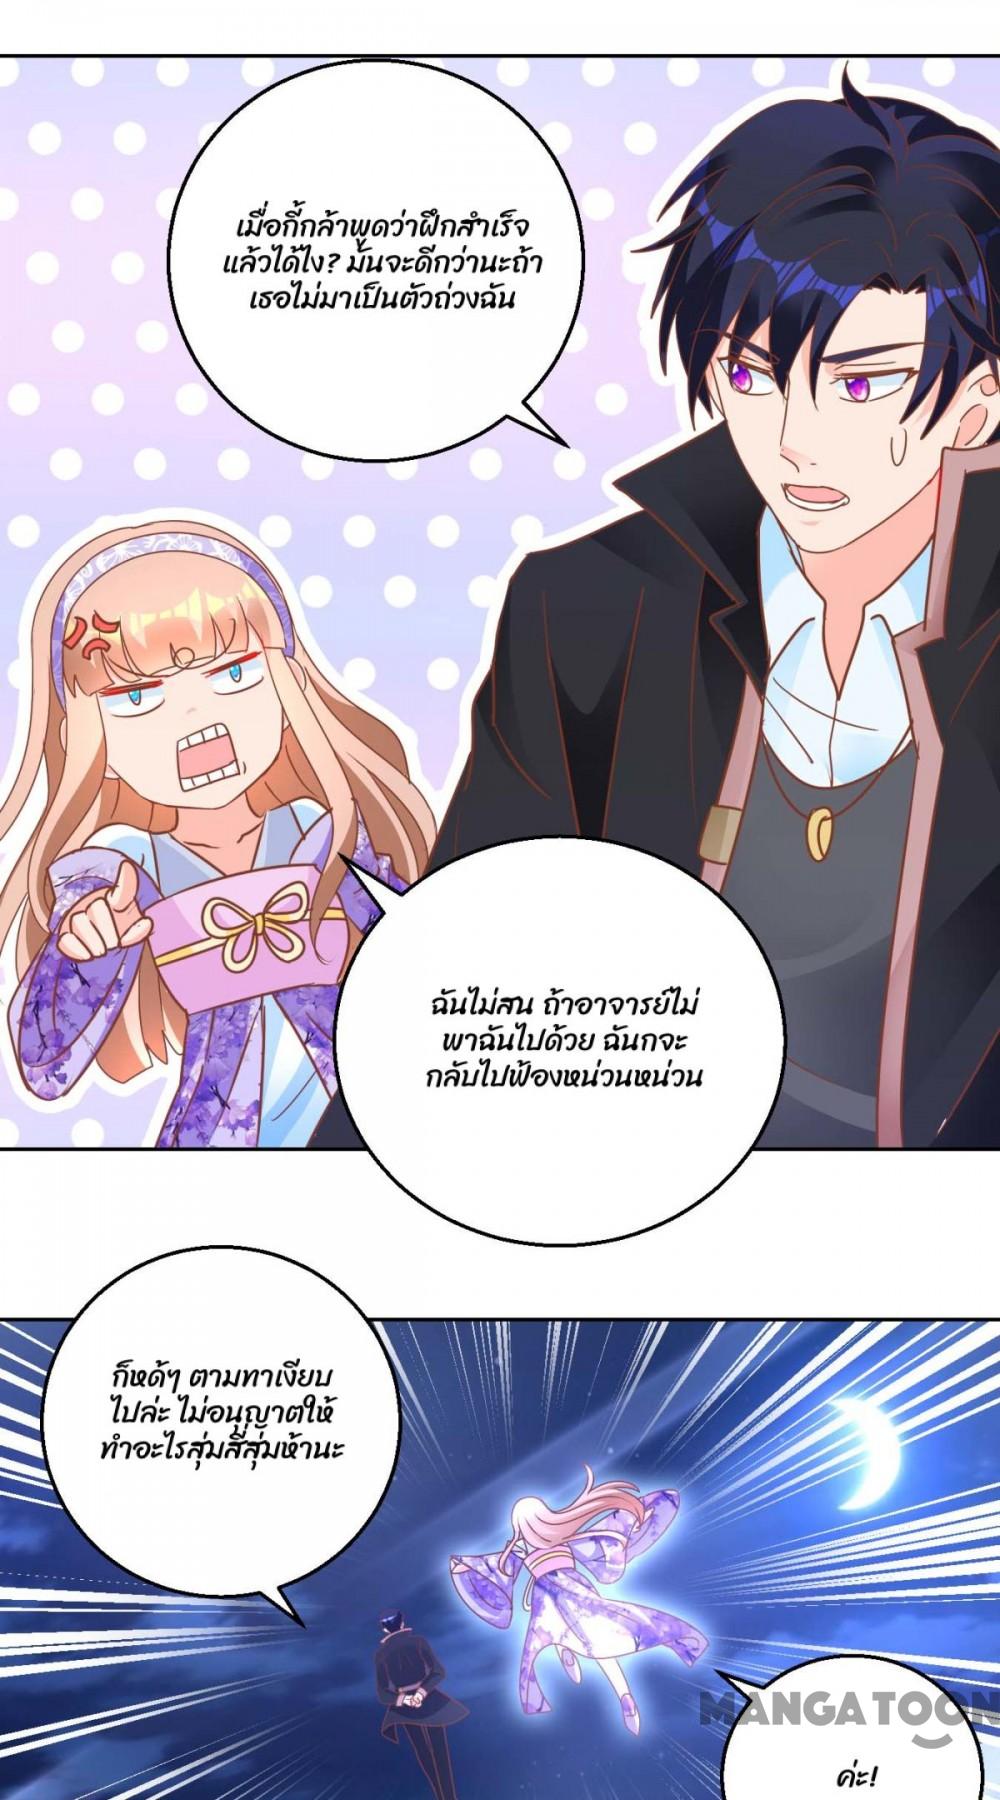 เมื่อกี้กล้าพูดว่าฝึกสำเร็จ
แล้วได้ไง? มันจะดีกว่านะถ้า
เธอไม่มาเป็นตัวถ่วงฉัน
ฉันไม่สน ถ้าอาจารย์ไม่
พาฉันไปด้วย ฉันกจะ
กลับไปฟ้องหน่วนหน่วน
ก็หด้ๆ ตามทาเงียบ
ไปล่ะ ไม่อนุญาตให้
ทำอะไรสุ่มสี่สุ่มห้านะ
MANGATOON
ค่ะ!